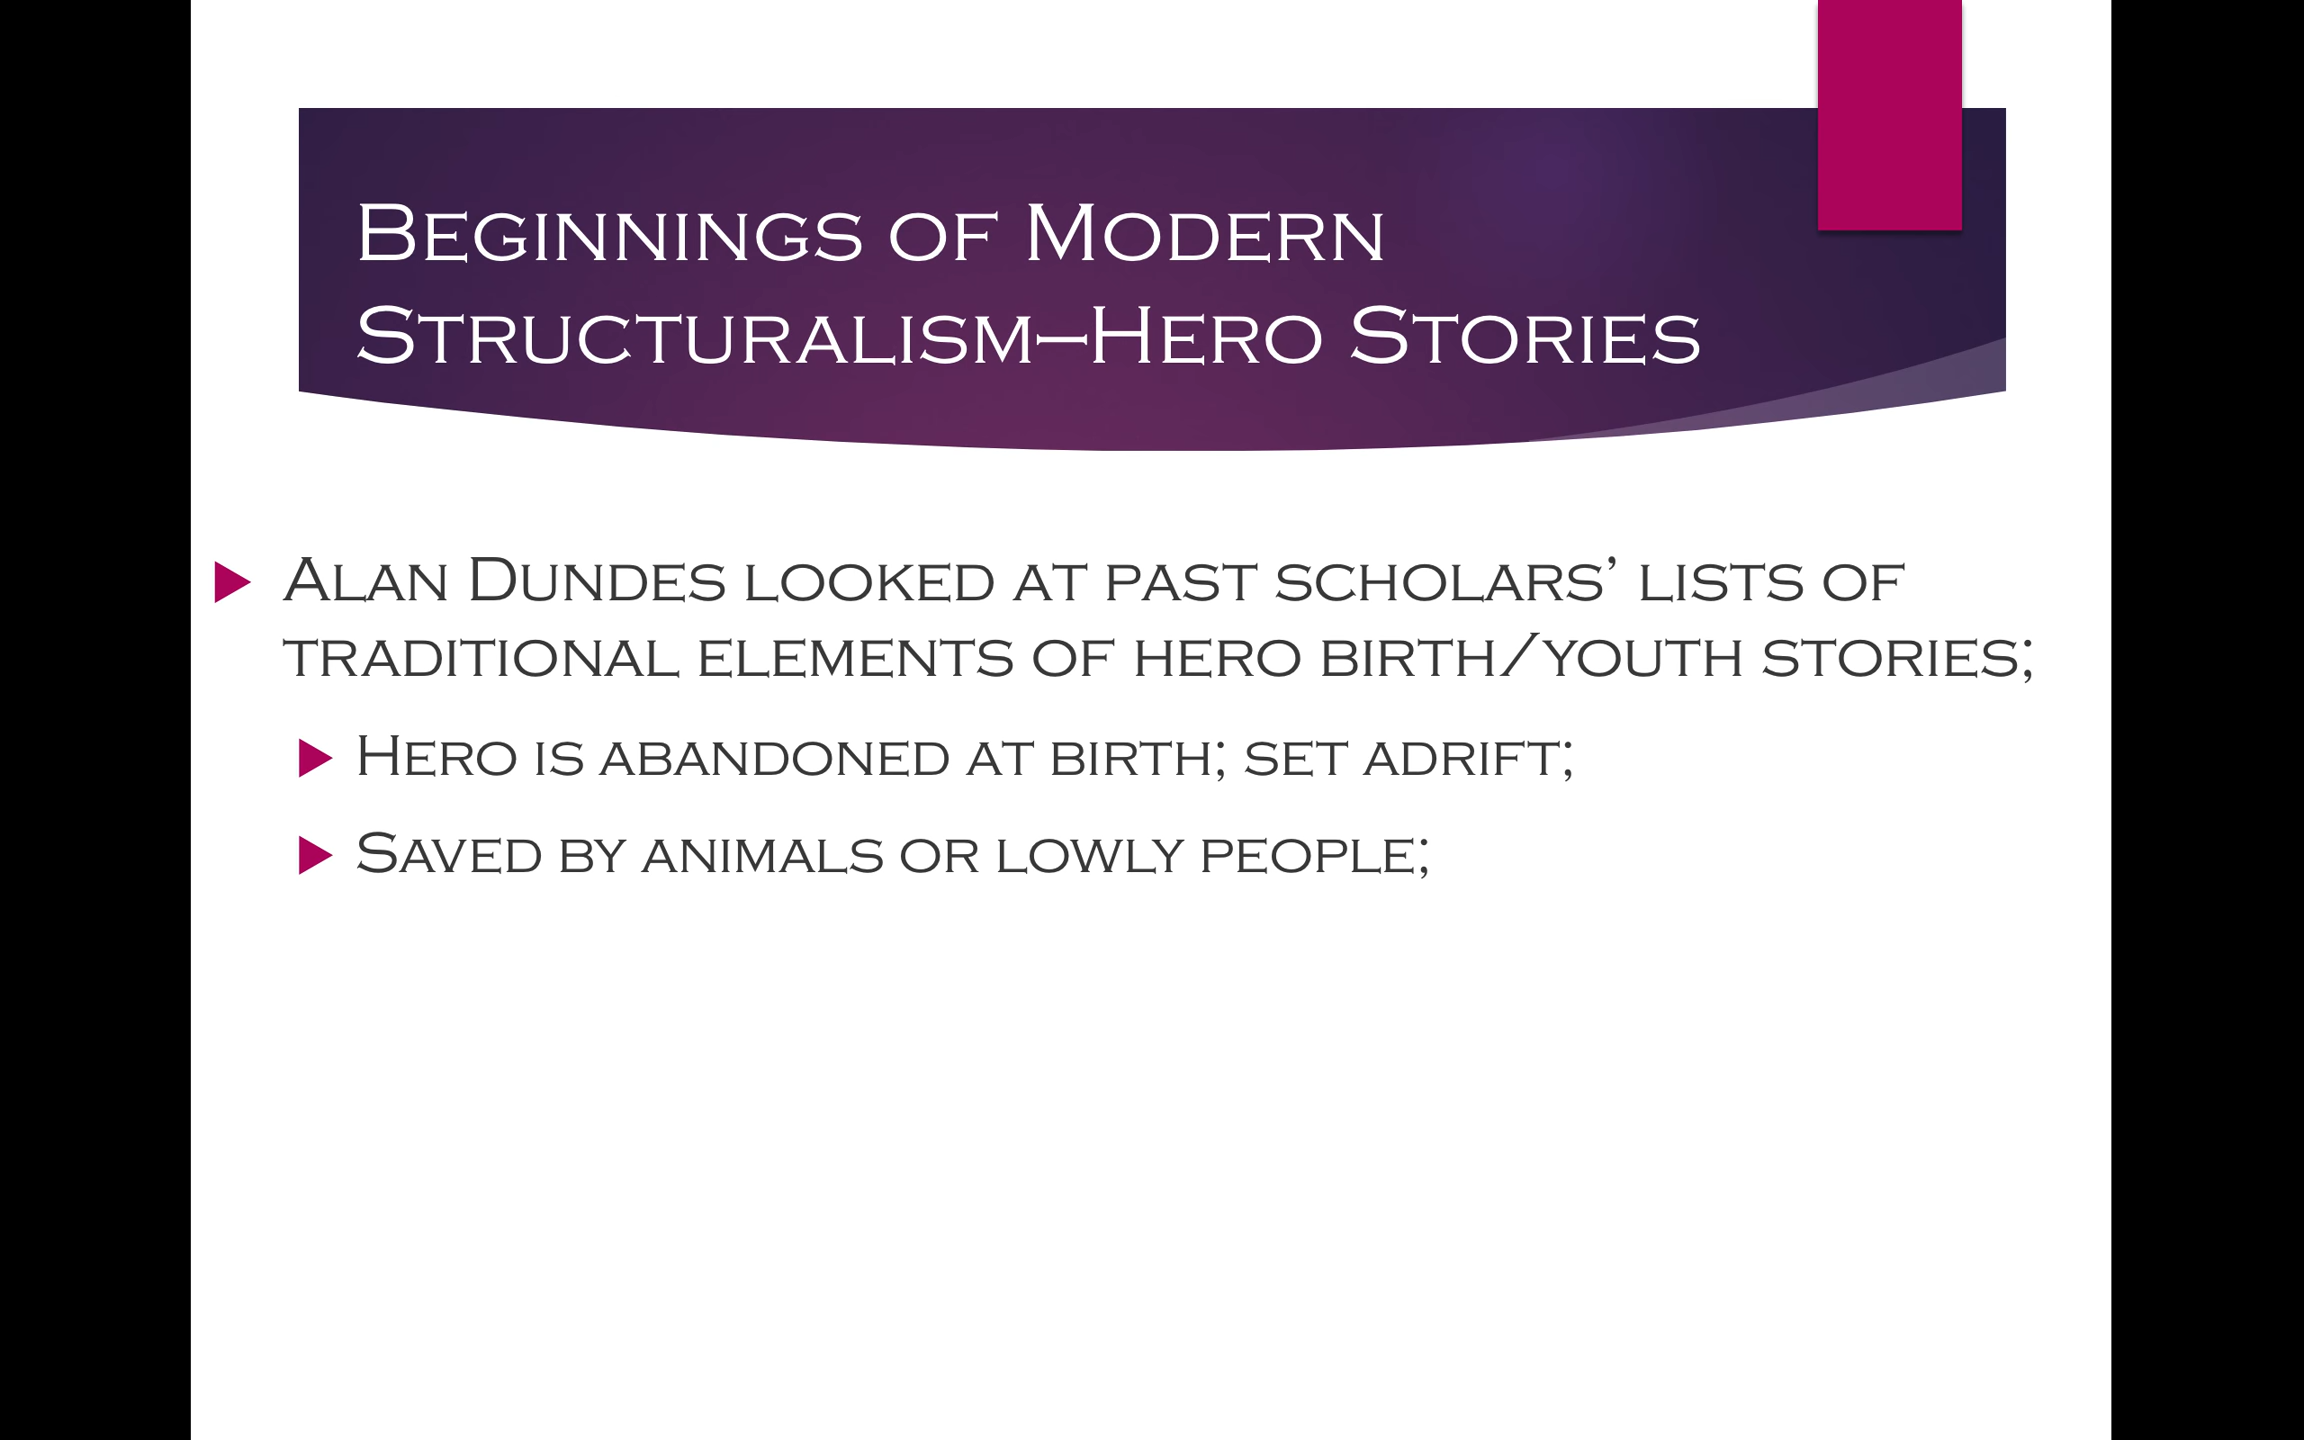 Beginnings of Modern
Structuralism–Hero Stories
Alan Dundes looked at past scholars’ lists of
traditional elements of hero birth/youth stories;
Hero is abandoned at birth; set adrift;
Saved by animals or lowly people;